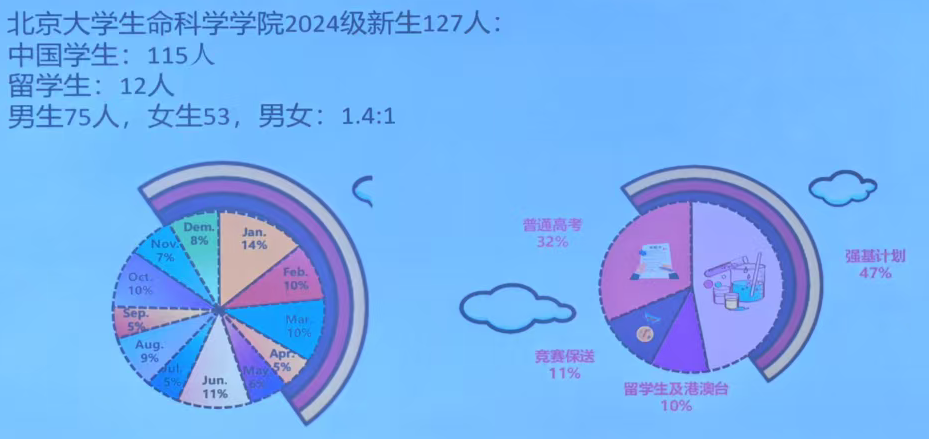 北京大学生命科学学院2024级新生127人：
中国学生：115人
留学生：12人
男生75人，女生53，男女：1.4:1
Dem.
8%
Jan.
14%
Nov.
7%
Feb.
10%
Oct.
10%
Mar.
10%
Sep.
5%
Apr.
5%
Aug.
9%
May
6%
Jul.
5%
Jun.
11%
普通高考
32%
强基计划
47%
竞赛保送
11%
留学生及港澳台
10%